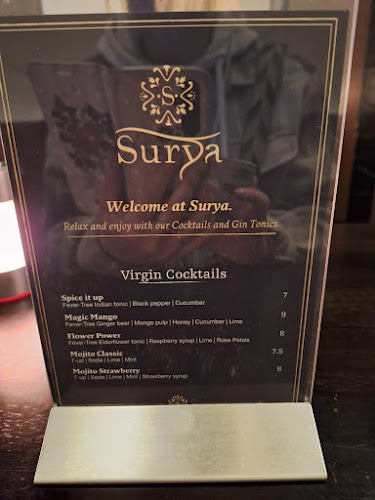 S
Surya
Welcome at Surya.
Relax and enjoy with our Cocktails and Gin Tonics
Virgin Cocktails
Spice it up 7
Fever-Tree Indian tonic | Black pepper | Cucumber
Magic Mango 9
Fever-Tree Ginger beer | Mango pulp | Honey | Cucumber | Lime
Flower Power 8
Fever-Tree Elderflower tonic | Raspberry syrup | Lime | Rose Petals
Mojito Classic 7.5
7-up | Soda | Lime | Mint
Mojito Strawberry 8
7-up | Soda | Lime | Mint | Strawberry syrup